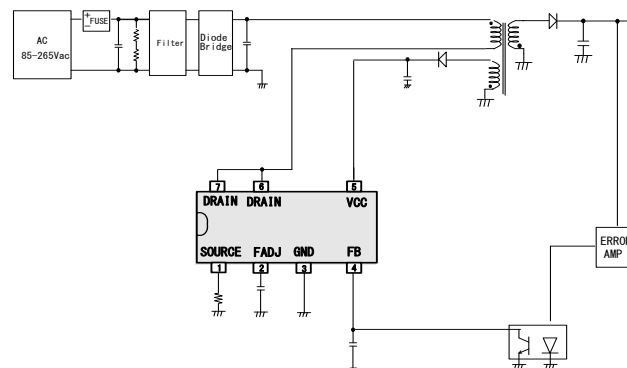 AC
85-265Vac
+
-
FUSE
Filter
Diode
Bridge
7
6
5
DRAIN
DRAIN
VCC
SOURCE
FADJ
GND
FB
1
2
3
4
AMP